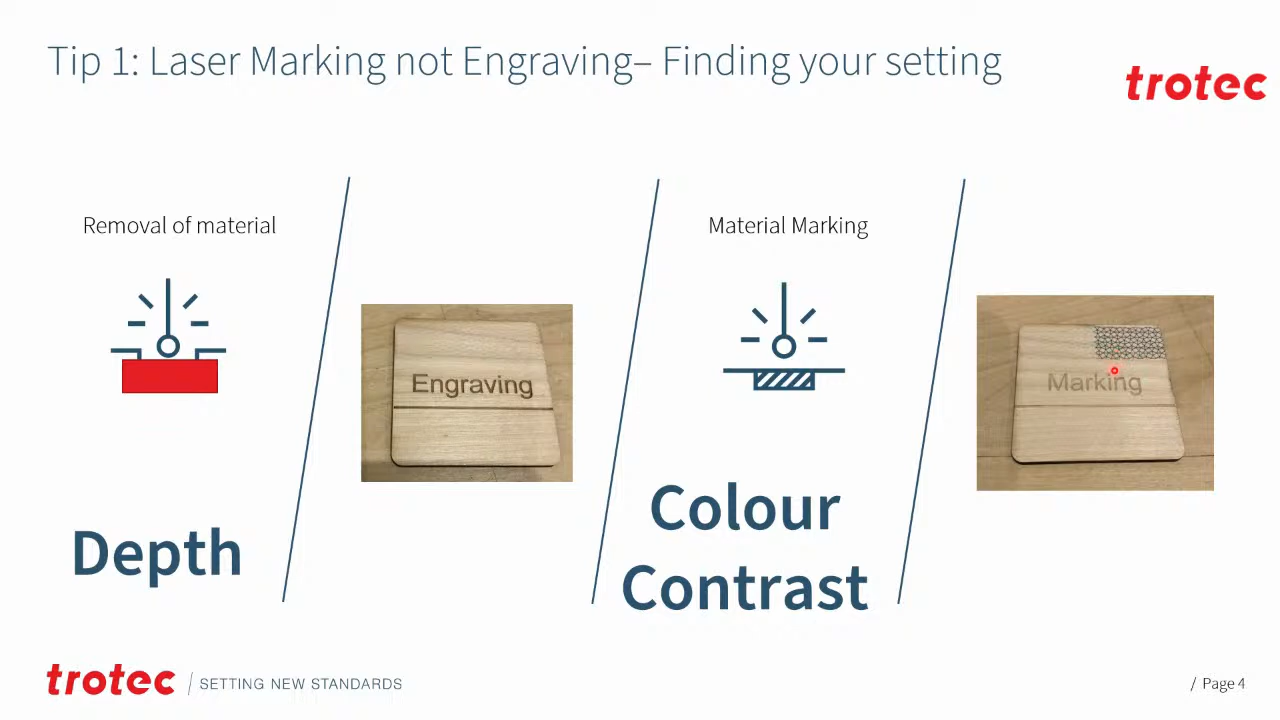 Tip 1: Laser Marking not Engraving– Finding your setting
trotec
Removal of material
Engraving
Depth
Material Marking
Colour
Contrast
Marking
trotec / SETTING NEW STANDARDS
/ Page 4